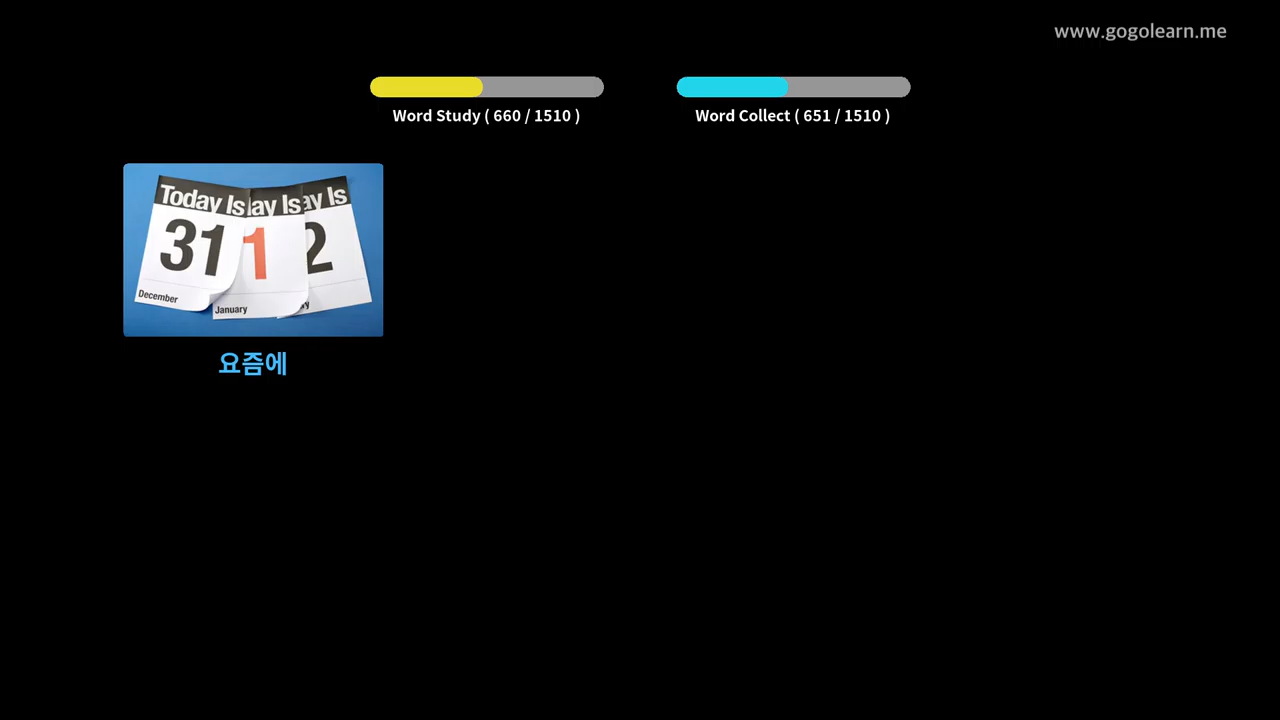 www.gogolearn.me
Word Study ( 660 / 1510 )
Word Collect ( 651 / 1510 )
Today Is
ay Is
ay Is
31
1
2
December
January
ry
요즘에